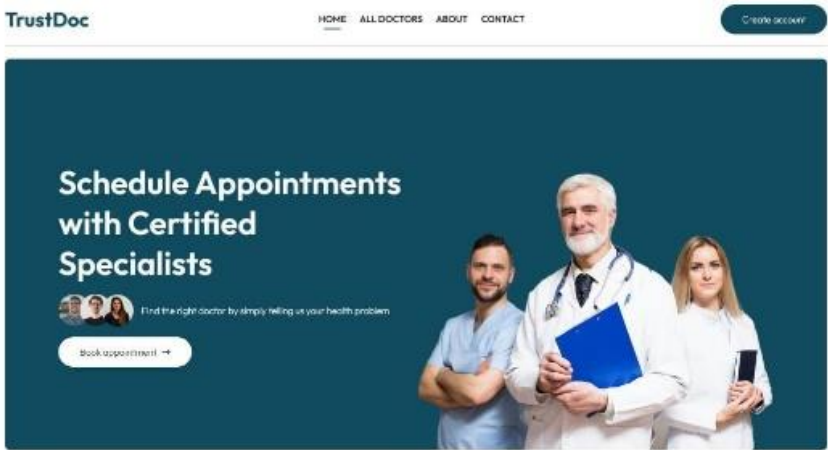 TrustDoc
HOME ALL DOCTORS ABOUT CONTACT
Create account
Schedule Appointments
with Certified
Specialists
Find the right doctor by simply telling us your health problem
Book appointment →